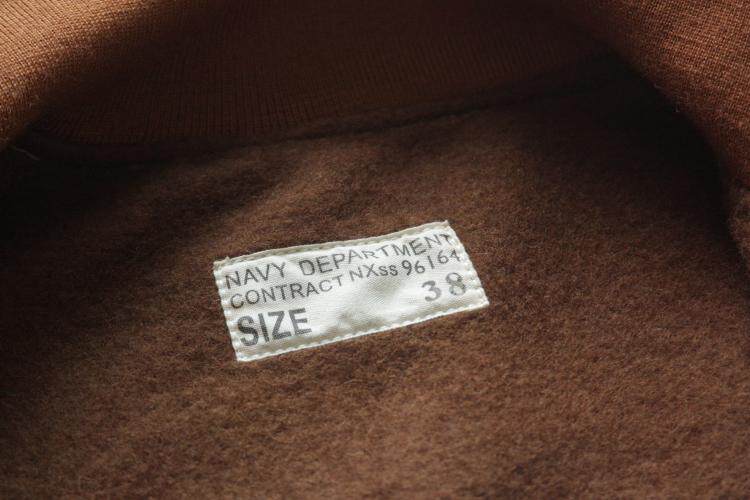 NAVY DEPARTMENT
CONTRACT NXss 96164
SIZE 38